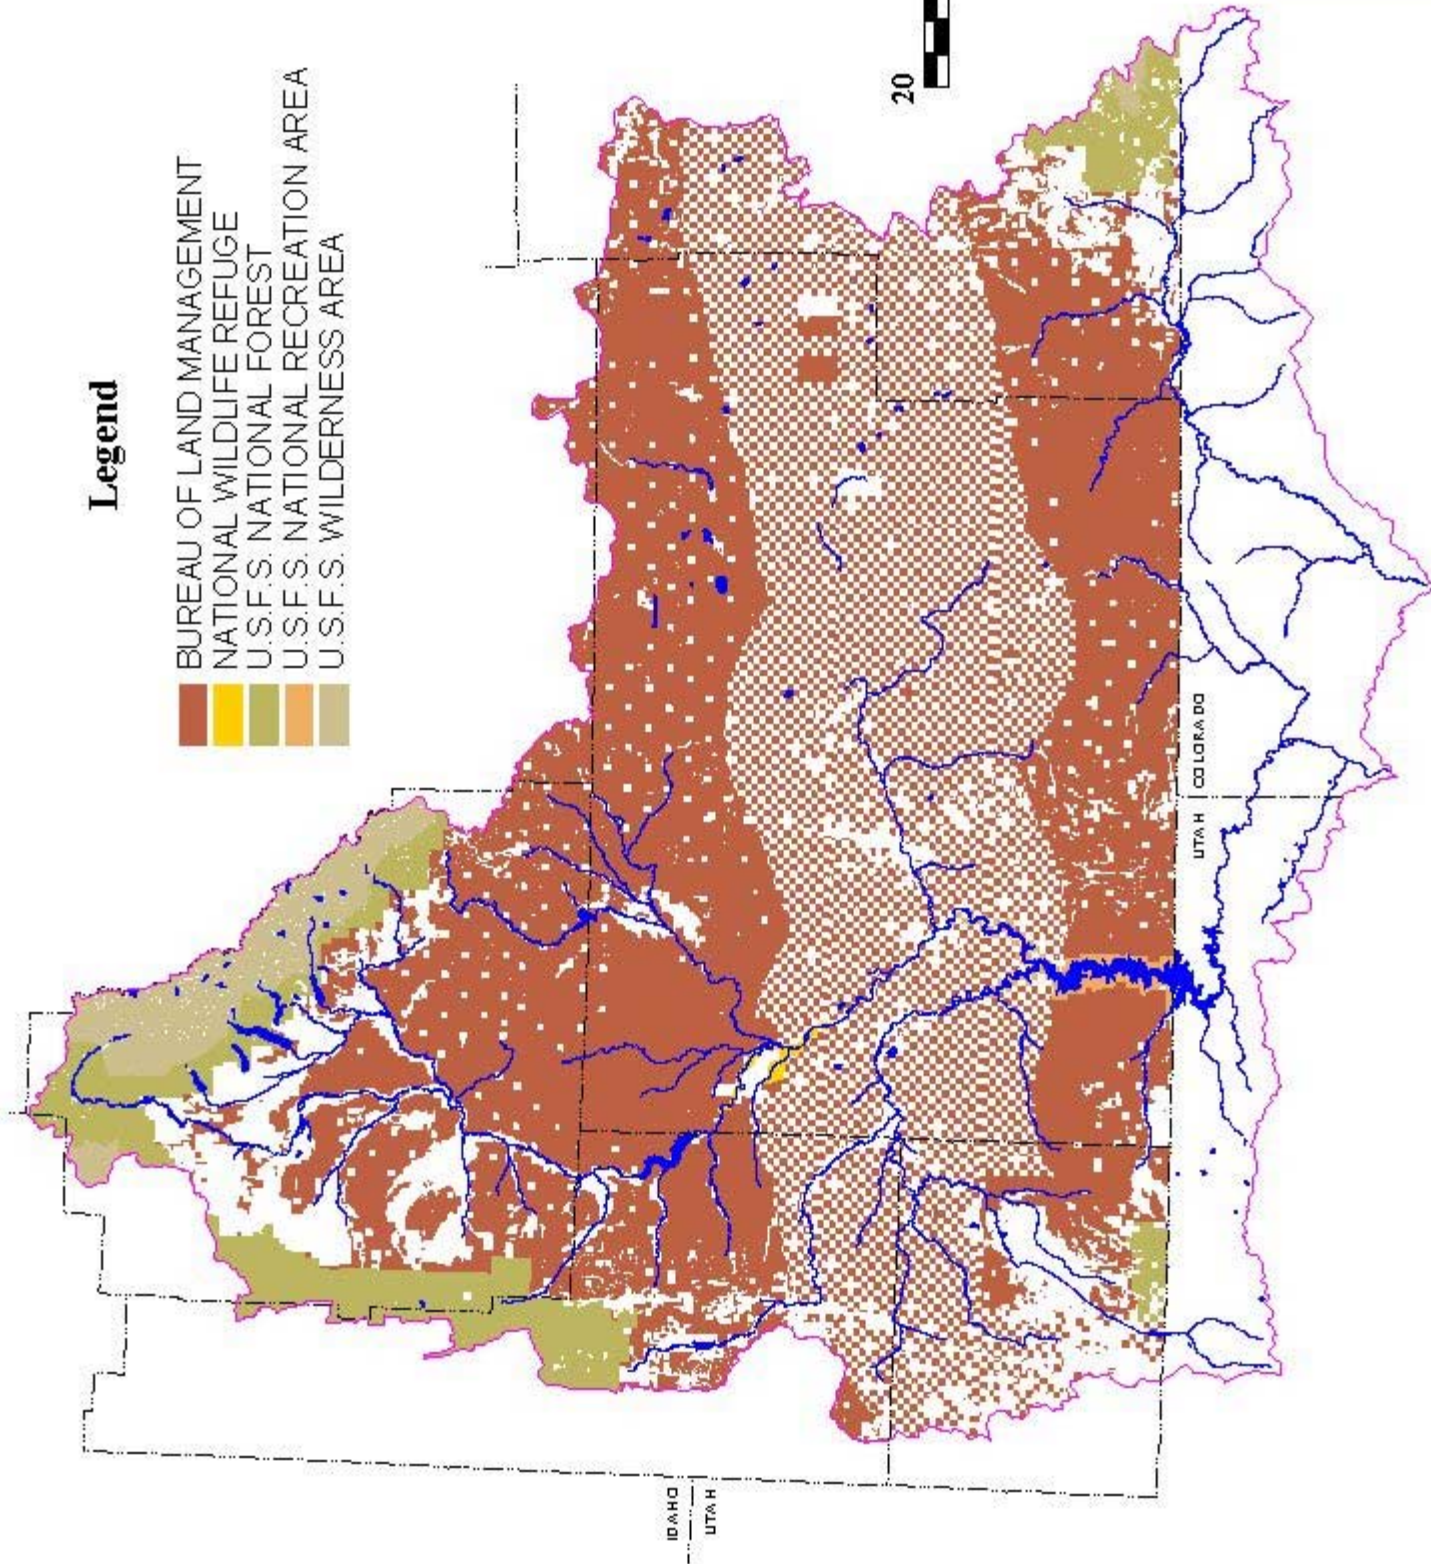 Legend
BUREAU OF LAND MANAGEMENT
NATIONAL WILDLIFE REFUGE
U.S.F.S. NATIONAL FOREST
U.S.F.S. NATIONAL RECREATION AREA
U.S.F.S. WILDERNESS AREA
20
IDAHO
UTAH
UTAH
COLORADO